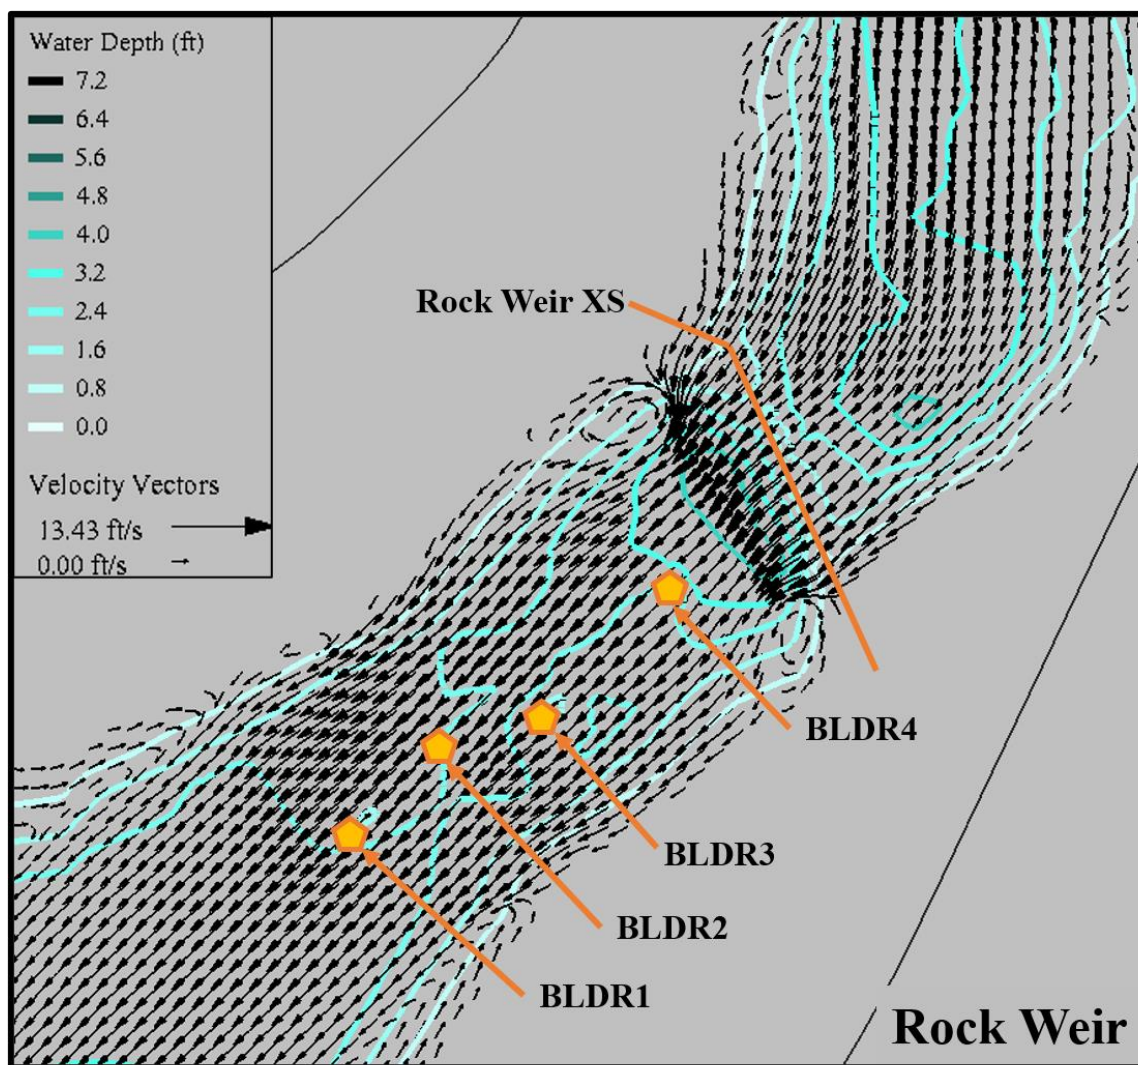 Water Depth (ft)
7.2
6.4
5.6
4.8
4.0
3.2
2.4
1.6
0.8
0.0
Velocity Vectors
13.43 ft/s
0.00 ft/s
Rock Weir XS
BLDR4
BLDR3
BLDR2
BLDR1
Rock Weir